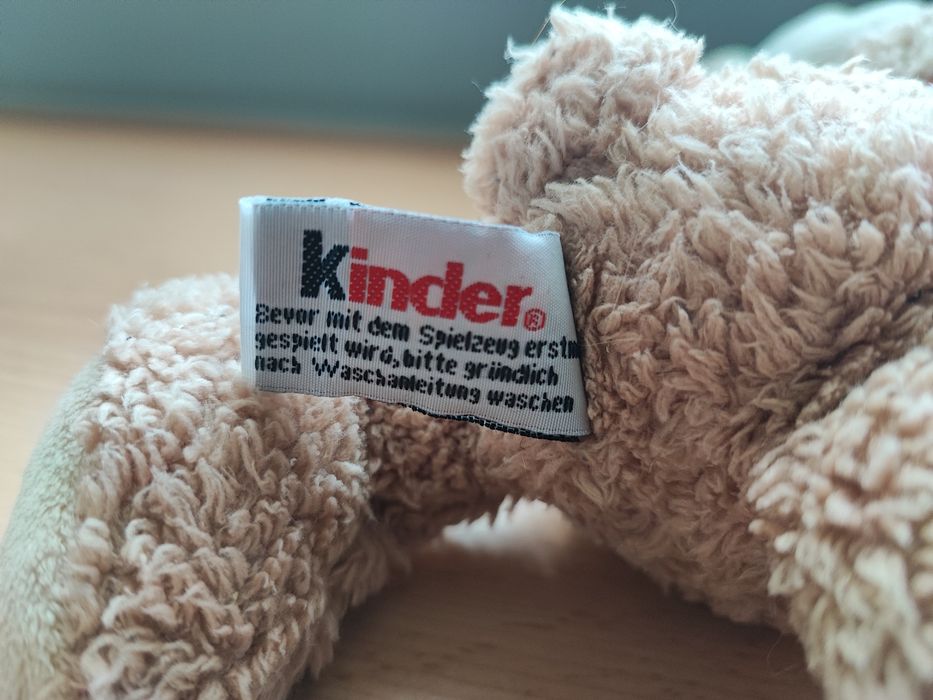 kinder®
Bevor mit dem Spielzeug erstm
gespielt wird, bitte gründlich
nach Waschanleitung waschen